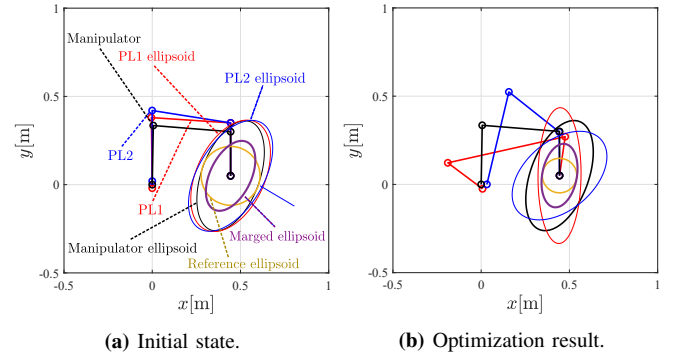 1
Manipulator
PL1 ellipsoid
PL2 ellipsoid
0.5
y[m]
PL2
0
PL1
Marged ellipsoid
Manipulator ellipsoid
Reference ellipsoid
-0.5
-0.5 0 0.5 1
x[m]
(a) Initial state.
1
0.5
y[m]
0
-0.5
-0.5 0 0.5 1
x[m]
(b) Optimization result.